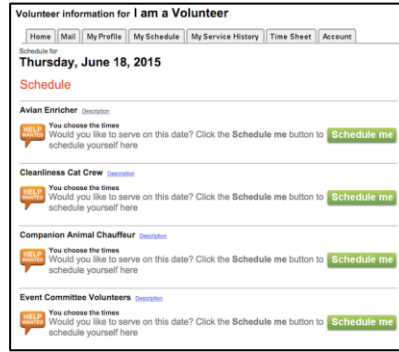 Volunteer information for I am a Volunteer
Home Mail My Profile My Schedule My Service History Time Sheet Account
Schedule for
Thursday, June 18, 2015
Schedule
Avian Enricher Description
HELP WANTED
You choose the times
Would you like to serve on this date? Click the Schedule me button to
schedule yourself here
Schedule me
Cleanliness Cat Crew Description
HELP WANTED
You choose the times
Would you like to serve on this date? Click the Schedule me button to
schedule yourself here
Schedule me
Companion Animal Chauffeur Description
HELP WANTED
You choose the times
Would you like to serve on this date? Click the Schedule me button to
schedule yourself here
Schedule me
Event Committee Volunteers Description
HELP WANTED
You choose the times
Would you like to serve on this date? Click the Schedule me button to
schedule yourself here
Schedule me